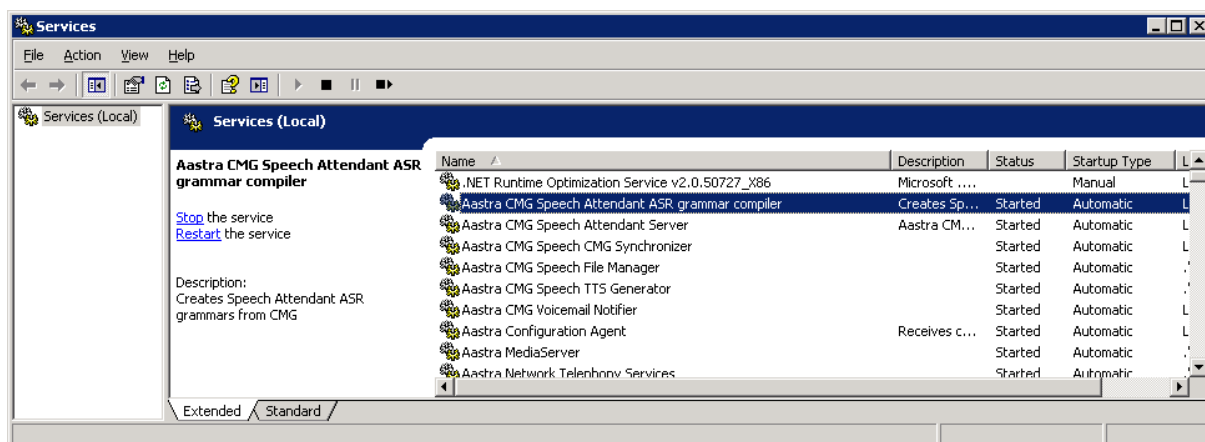 Services
File Action View Help
Services (Local)
Services (Local)
Aastra CMG Speech Attendant ASR
grammar compiler
Stop the service
Restart the service
Description:
Creates Speech Attendant ASR
grammars from CMG
Name Description Status Startup Type L
.NET Runtime Optimization Service v2.0.50727_X86 Microsoft .... Manual L
Aastra CMG Speech Attendant ASR grammar compiler Creates Sp... Started Automatic L
Aastra CMG Speech Attendant Server Aastra CM... Started Automatic L
Aastra CMG Speech CMG Synchronizer Started Automatic L
Aastra CMG Speech File Manager Started Automatic .'
Aastra CMG Speech TTS Generator Started Automatic .'
Aastra CMG Voicemail Notifier Started Automatic L
Aastra Configuration Agent Receives c... Started Automatic L
Aastra MediaServer Started Automatic .'
Aastra Network Telephony Services Started Automatic .'
Extended Standard